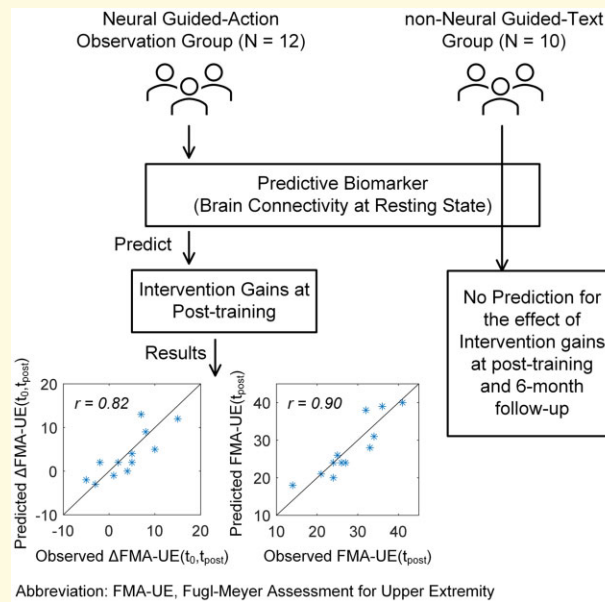 Neural Guided-Action
Observation Group (N = 12)
non-Neural Guided-Text
Group (N = 10)
Predictive Biomarker
(Brain Connectivity at Resting State)
Predict
Intervention Gains at
Post-training
No Prediction for
the effect of
Intervention gains
at post-training
and 6-month
follow-up
Results
Predicted ΔFMA-UE(t0,tpost)
20
10
0
-10
r = 0.82
-10 0 10 20
Observed ΔFMA-UE(t0,tpost)
Predicted FMA-UE(tpost)
40
30
20
10
r = 0.90
10 20 30 40
Observed FMA-UE(tpost)
Abbreviation: FMA-UE, Fugl-Meyer Assessment for Upper Extremity